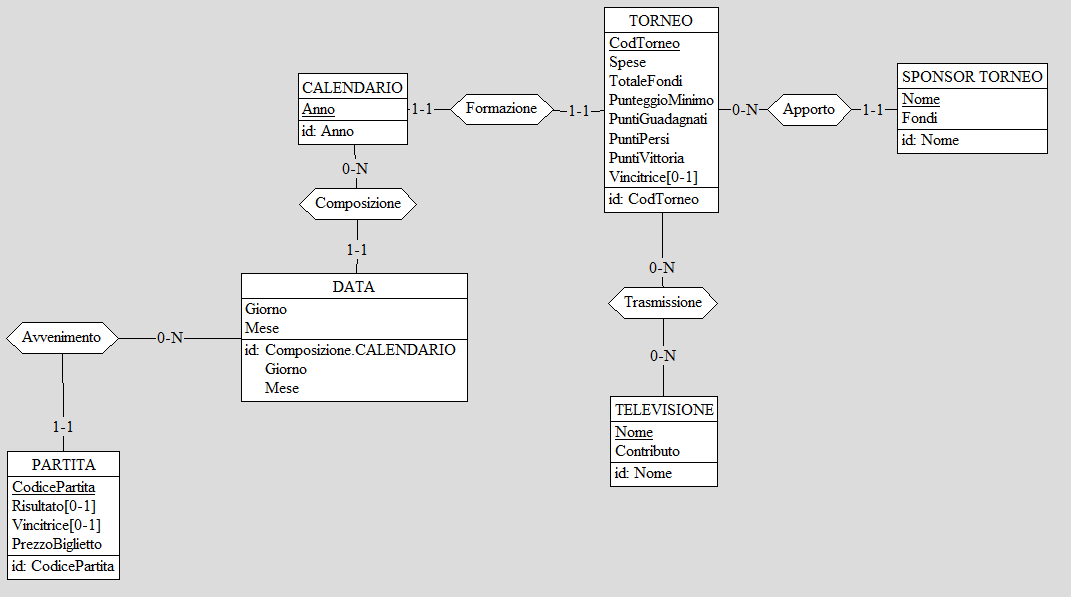 TORNEO
CodTorneo
Spese
TotaleFondi
PunteggioMinimo
PuntiGuadagnati
PuntiPersi
PuntiVittoria
Vincitrice[0-1]
id: CodTorneo
CALENDARIO
Anno
id: Anno
1-1
Formazione
1-1
0-N
Apporto
1-1
SPONSOR TORNEO
Nome
Fondi
id: Nome
0-N
Composizione
1-1
DATA
Giorno
Mese
id: Composizione.CALENDARIO
Giorno
Mese
0-N
Trasmissione
0-N
TELEVISIONE
Nome
Contributo
id: Nome
Avvenimento
0-N
1-1
PARTITA
CodicePartita
Risultato[0-1]
Vincitrice[0-1]
PrezzoBiglietto
id: CodicePartita